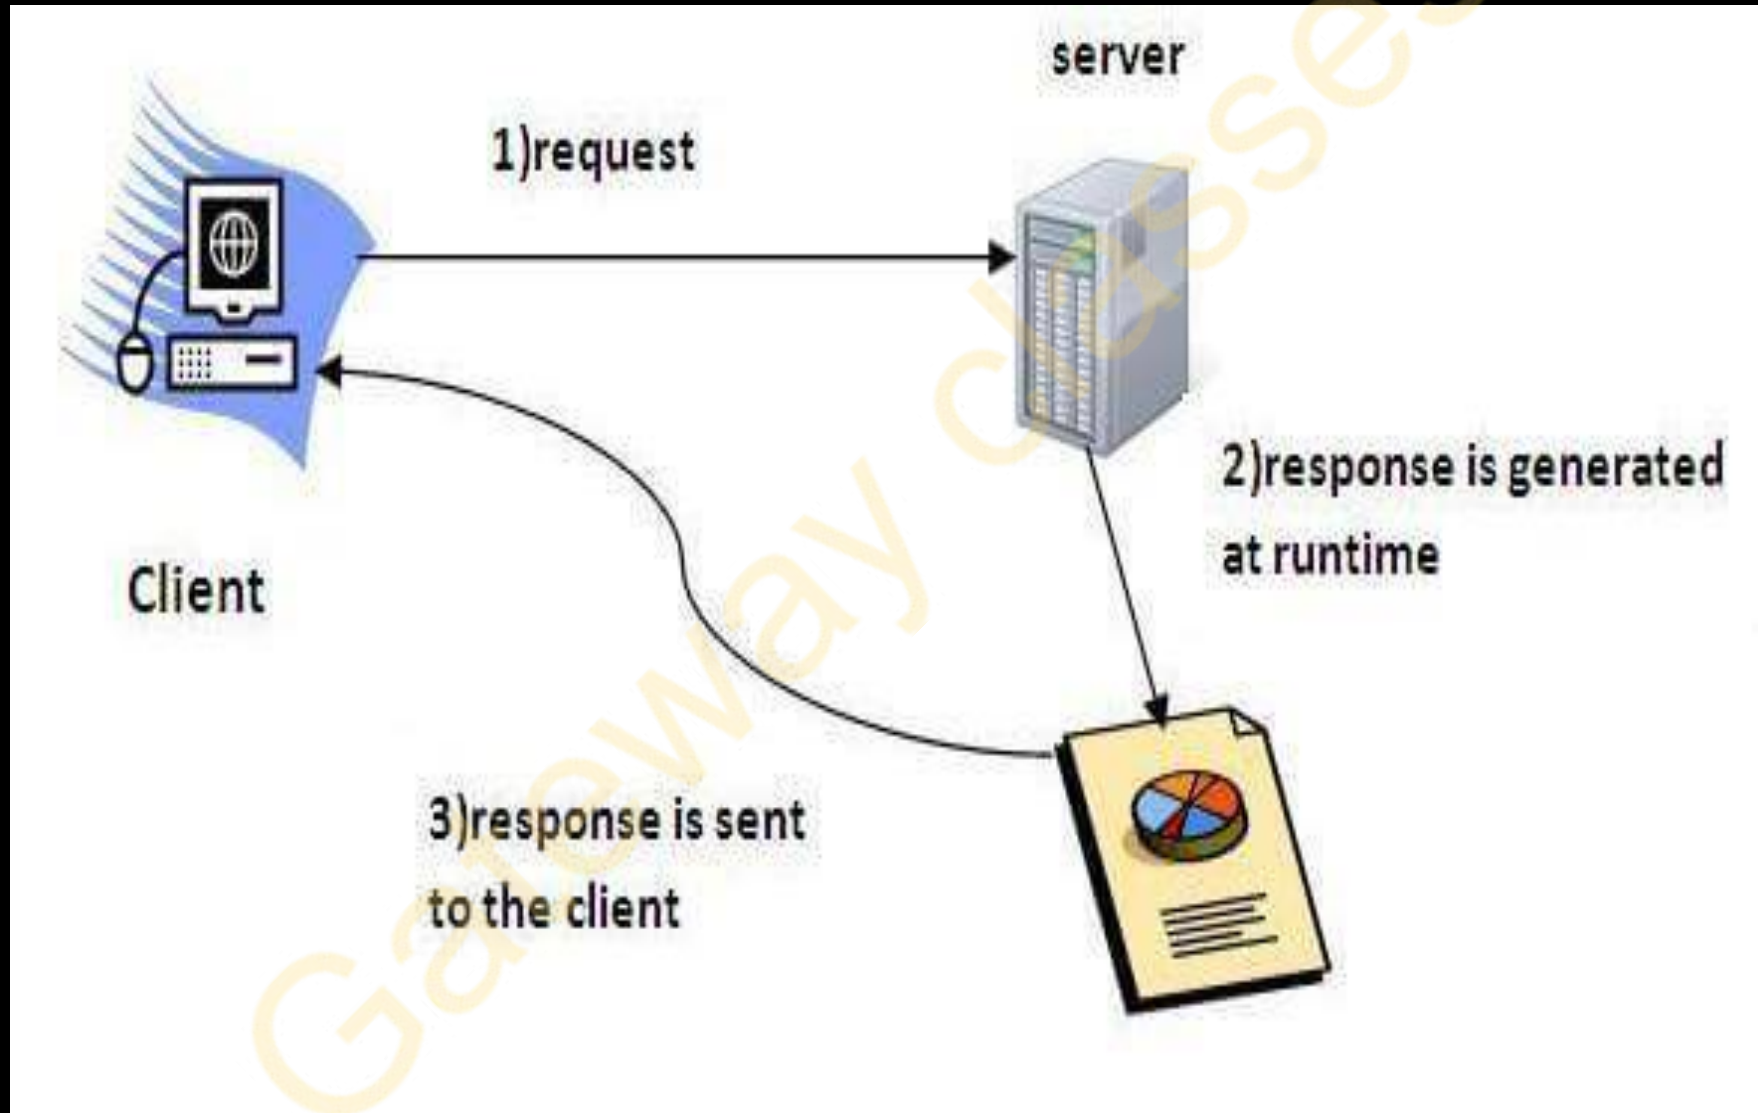 server
1)request
Client
2)response is generated
at runtime
3)response is sent
to the client
Gateway classes